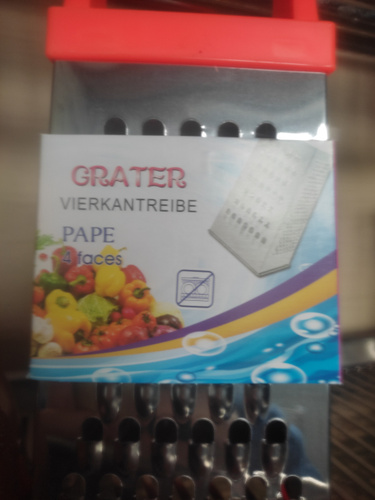 GRATER
VIERKANTREIBE
PAPE
4 faces